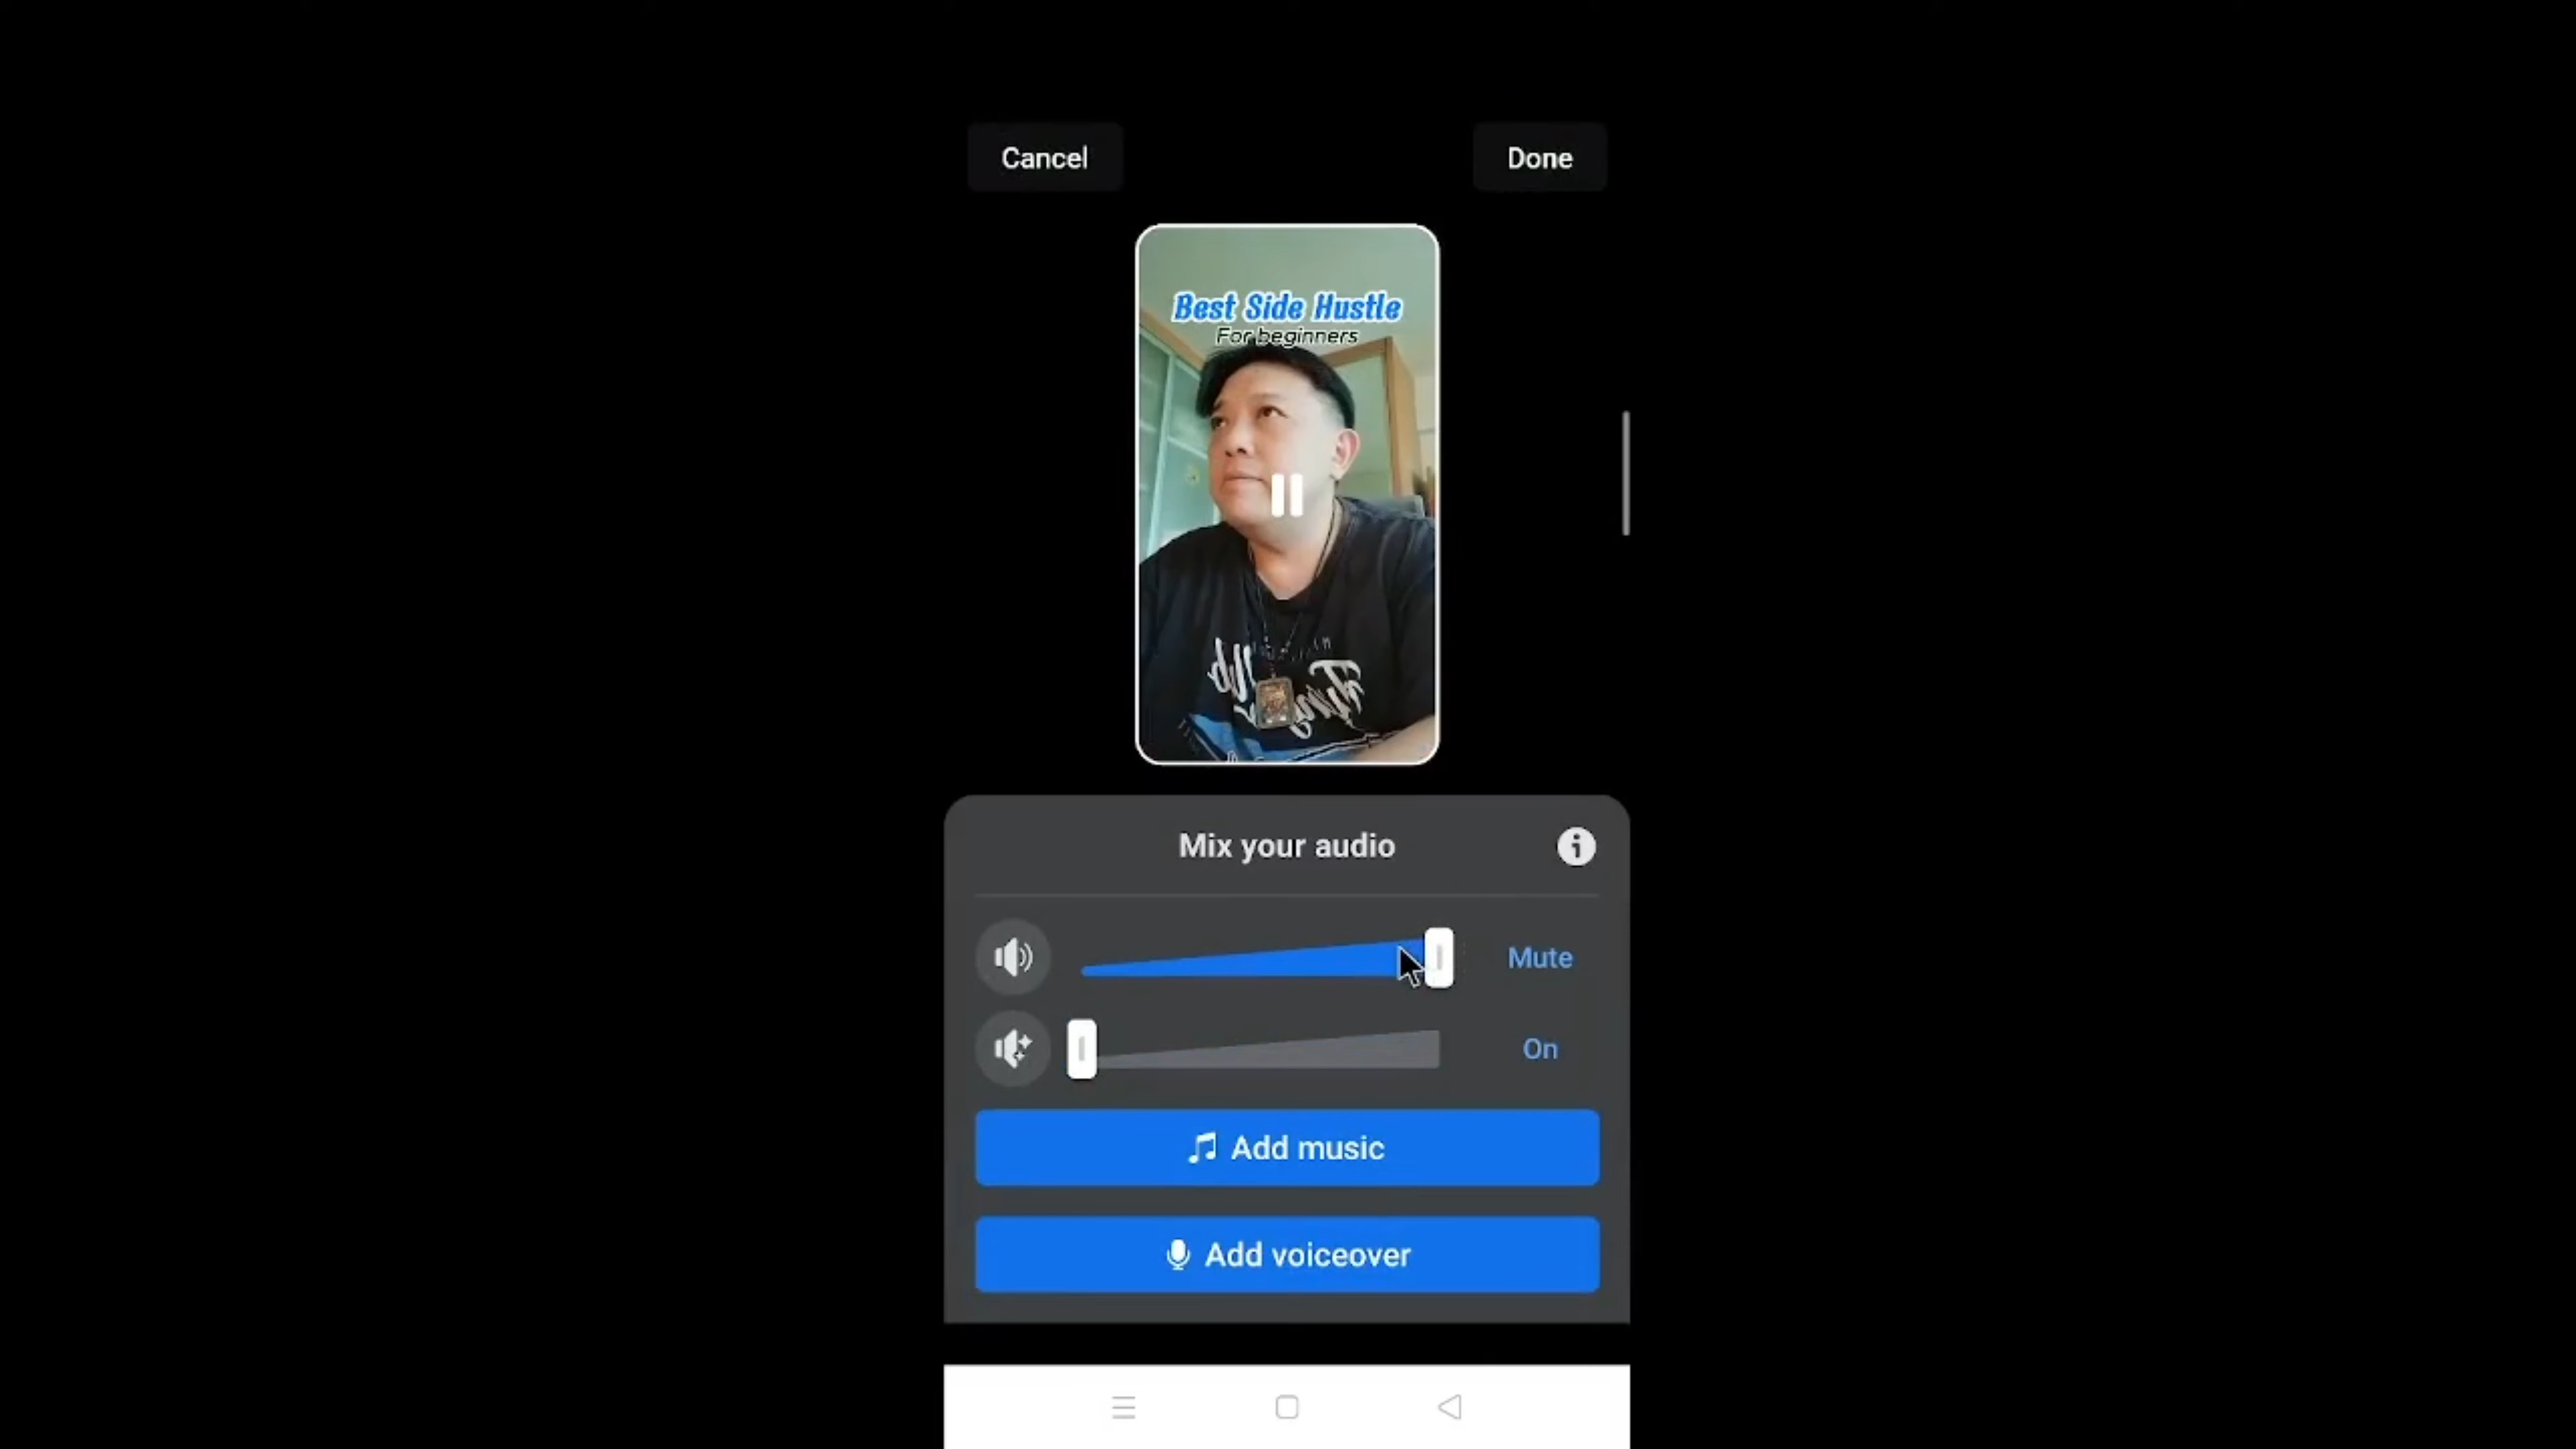 Cancel
Done
Best Side Hustle
For beginners
Mix your audio
Mute
On
Add music
Add voiceover